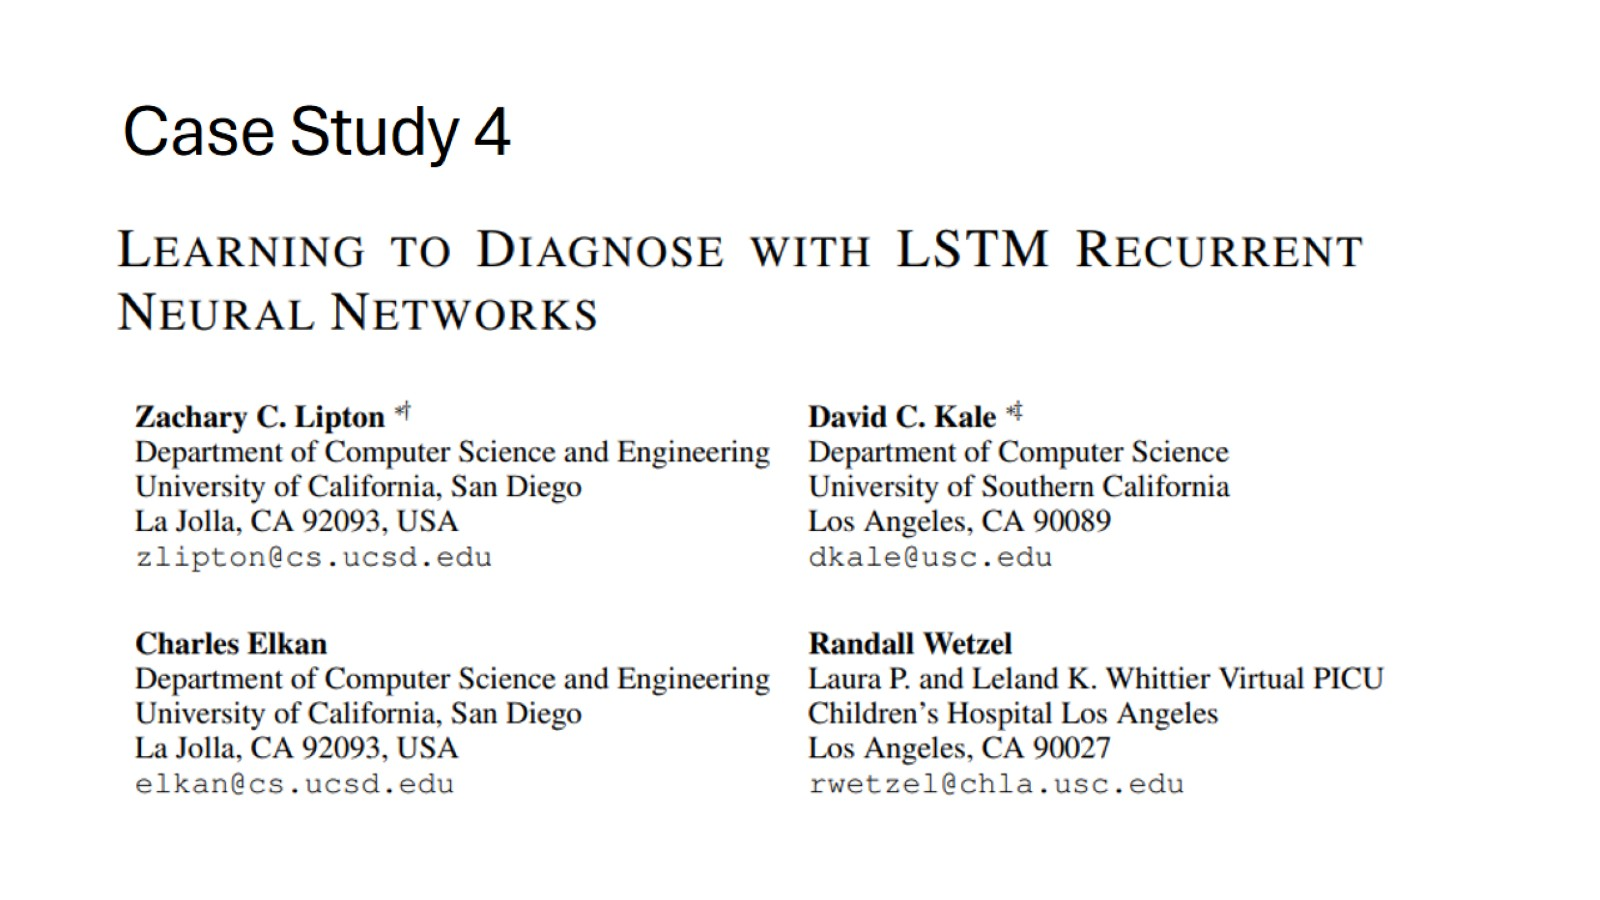 Case Study 4
LEARNING TO DIAGNOSE WITH LSTM RECURRENT
NEURAL NETWORKS
Zachary C. Lipton *†
Department of Computer Science and Engineering
University of California, San Diego
La Jolla, CA 92093, USA
zlipton@cs.ucsd.edu
David C. Kale *‡
Department of Computer Science
University of Southern California
Los Angeles, CA 90089
dkale@usc.edu
Charles Elkan
Department of Computer Science and Engineering
University of California, San Diego
La Jolla, CA 92093, USA
elkan@cs.ucsd.edu
Randall Wetzel
Laura P. and Leland K. Whittier Virtual PICU
Children's Hospital Los Angeles
Los Angeles, CA 90027
rwetzel@chla.usc.edu